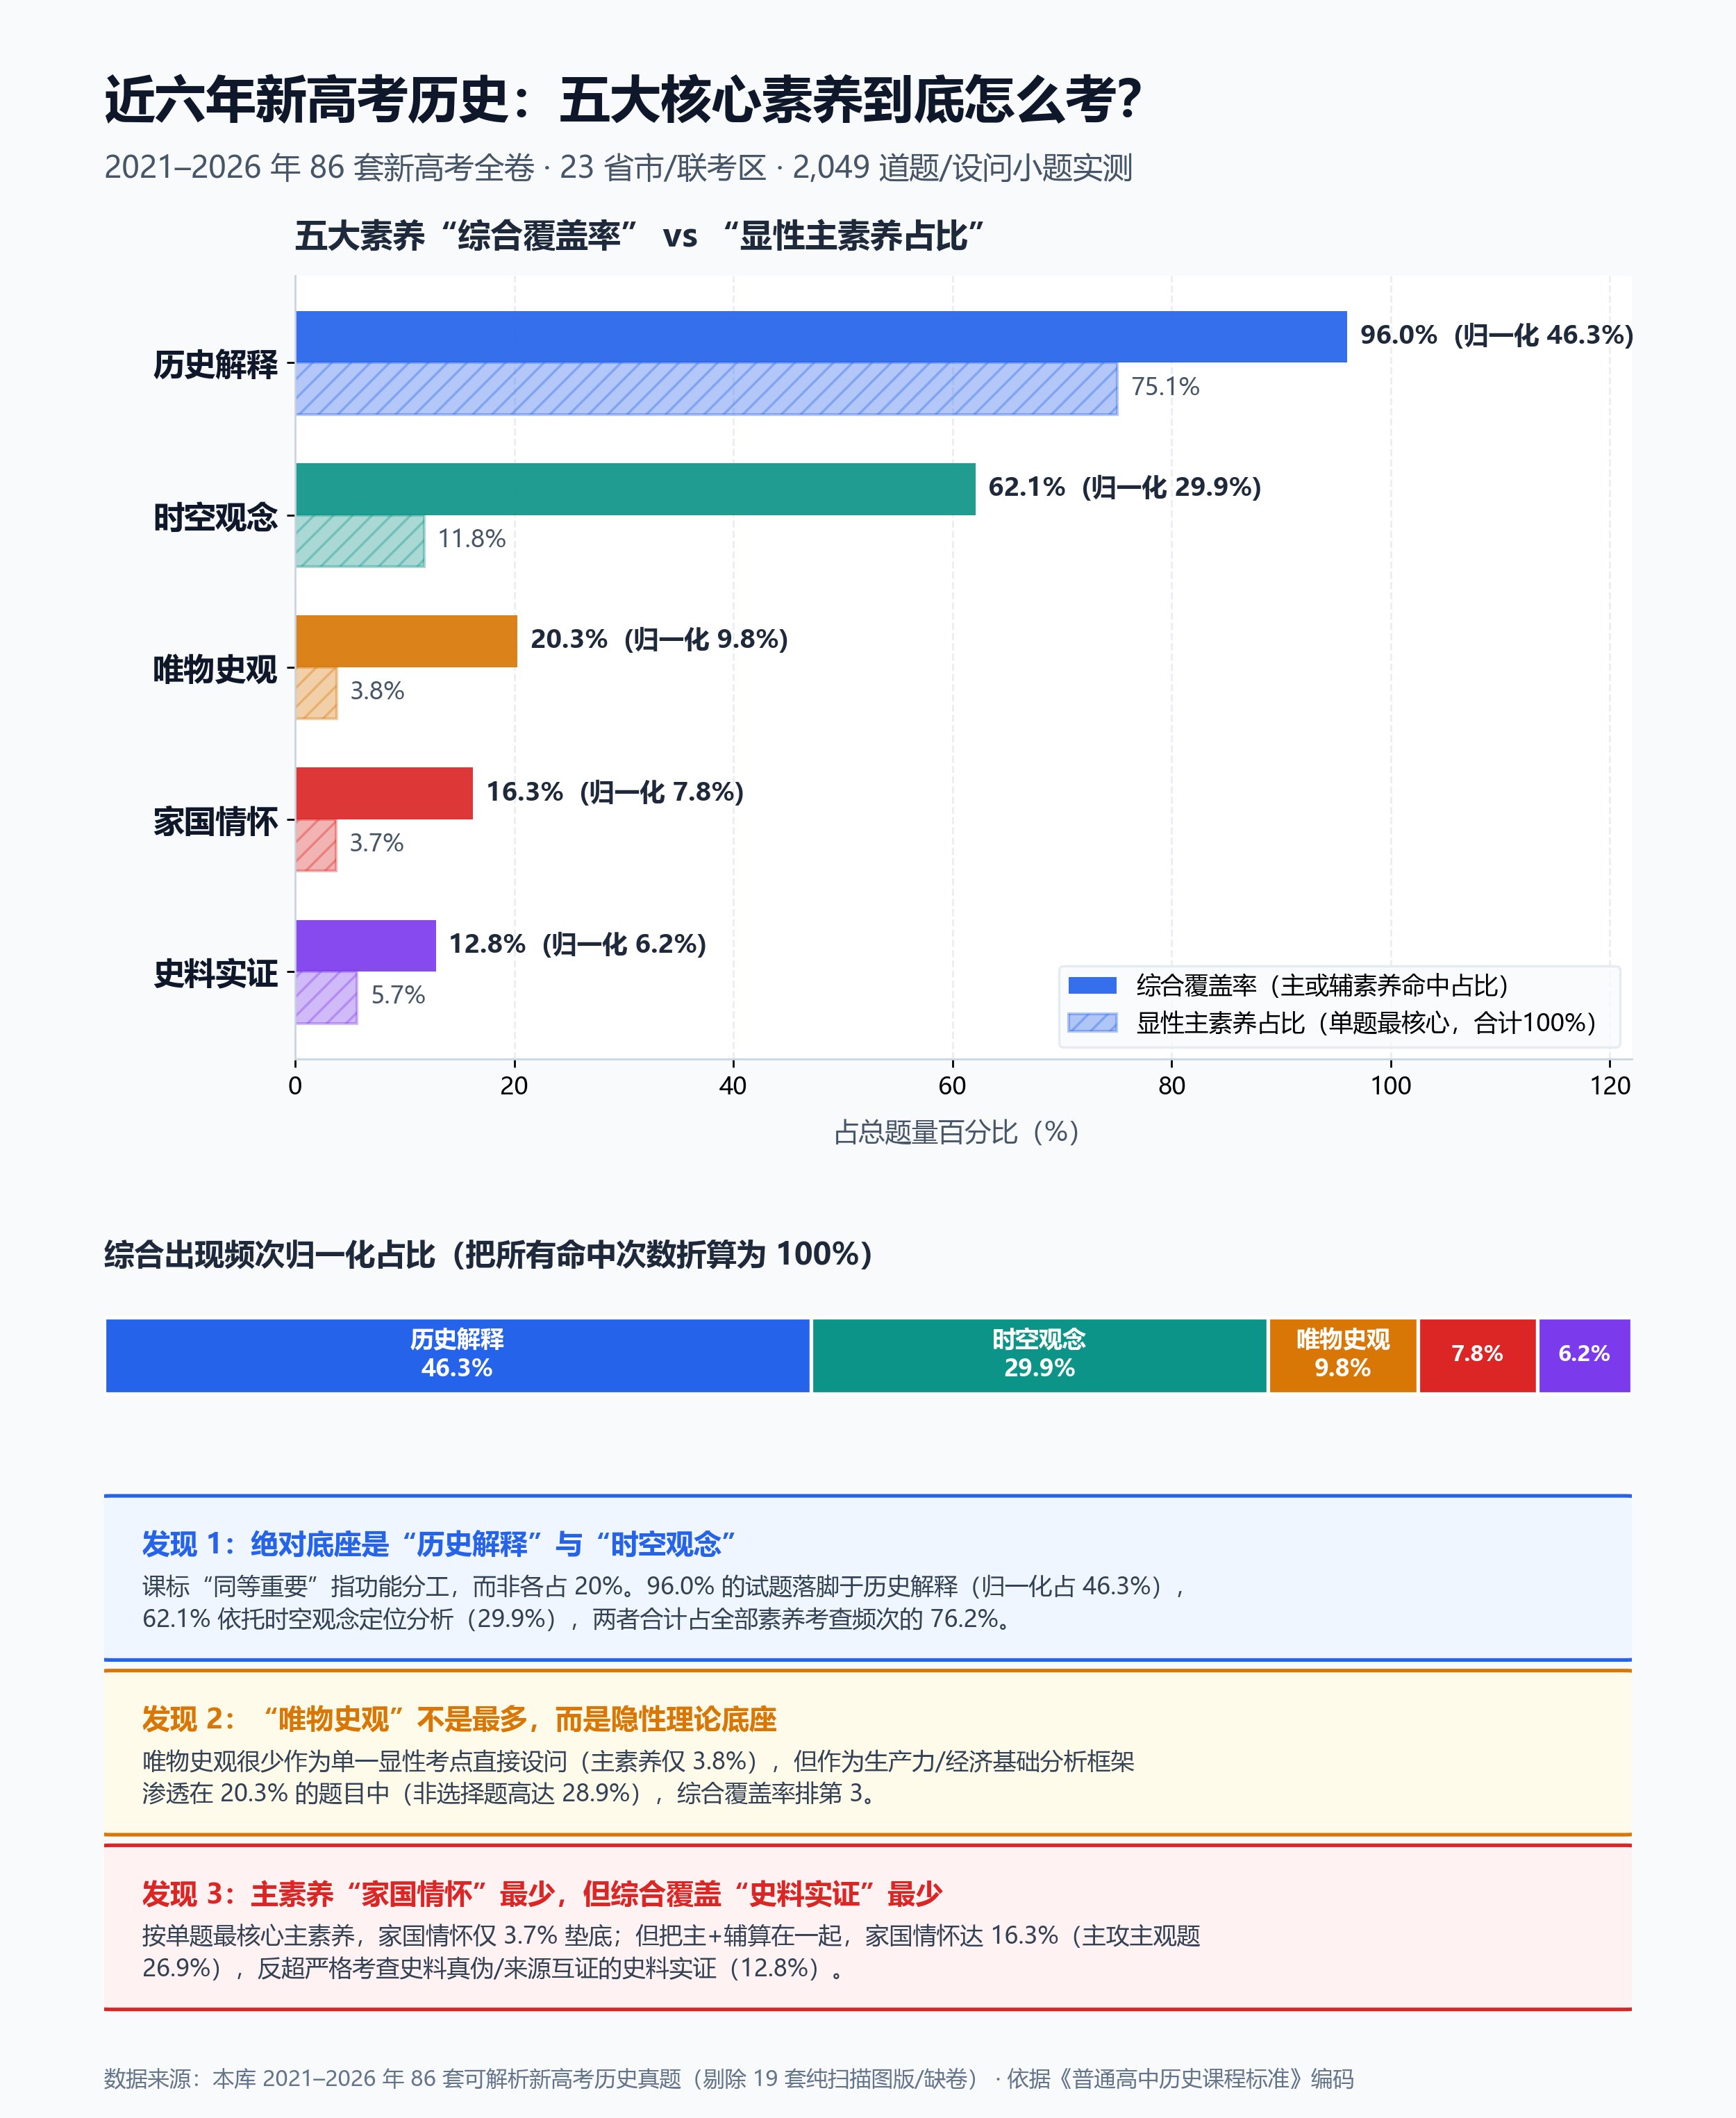 近六年新高考历史：五大核心素养到底怎么考？
2021–2026 年 86 套新高考全卷 · 23 省市/联考区 · 2,049 道题/设问小题实测
五大素养“综合覆盖率” vs “显性主素养占比”
历史解释
96.0% (归一化 46.3%)
75.1%
时空观念
62.1% (归一化 29.9%)
11.8%
唯物史观
20.3% (归一化 9.8%)
3.8%
家国情怀
16.3% (归一化 7.8%)
3.7%
史料实证
12.8% (归一化 6.2%)
5.7%
综合覆盖率（主或辅素养命中占比）
显性主素养占比（单题最核心，合计100%）
0 20 40 60 80 100 120
占总题量百分比（%）
综合出现频次归一化占比（把所有命中次数折算为 100%）
历史解释 时空观念 唯物史观
46.3% 29.9% 9.8% 7.8% 6.2%
发现 1：绝对底座是“历史解释”与“时空观念”
课标“同等重要”指功能分工，而非各占 20%。96.0% 的试题落脚于历史解释（归一化占 46.3%），
62.1% 依托时空观念定位分析（29.9%），两者合计占全部素养考查频次的 76.2%。
发现 2：“唯物史观”不是最多，而是隐性理论底座
唯物史观很少作为单一显性考点直接设问（主素养仅 3.8%），但作为生产力/经济基础分析框架
渗透在 20.3% 的题目中（非选择题高达 28.9%），综合覆盖率排第 3。
发现 3：主素养“家国情怀”最少，但综合覆盖“史料实证”最少
按单题最核心主素养，家国情怀仅 3.7% 垫底；但把主+辅算在一起，家国情怀达 16.3%（主攻主观题
26.9%），反超严格考查史料真伪/来源互证的史料实证（12.8%）。
数据来源：本库 2021–2026 年 86 套可解析新高考历史真题（剔除 19 套纯扫描图版/缺卷） · 依据《普通高中历史课程标准》编码